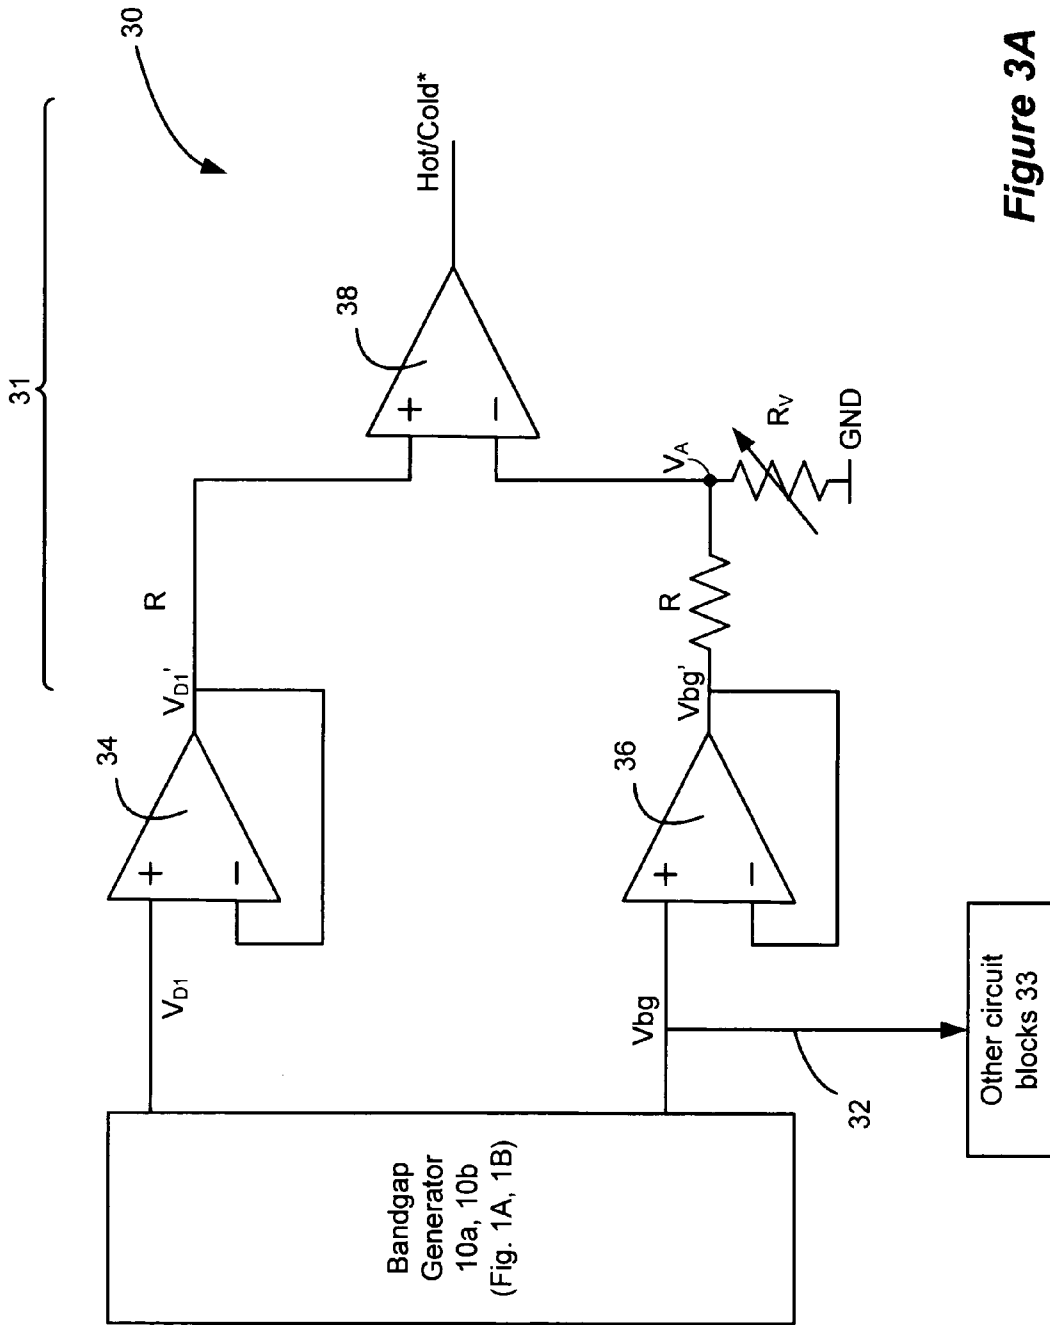 31
30
Hot/Cold*
38
+
−
R
V_D1'
34
+
−
V_D1
V_A
R_V
GND
R
Vbg'
36
+
−
Vbg
32
Bandgap
Generator
10a, 10b
(Fig. 1A, 1B)
Other circuit
blocks 33
Figure 3A